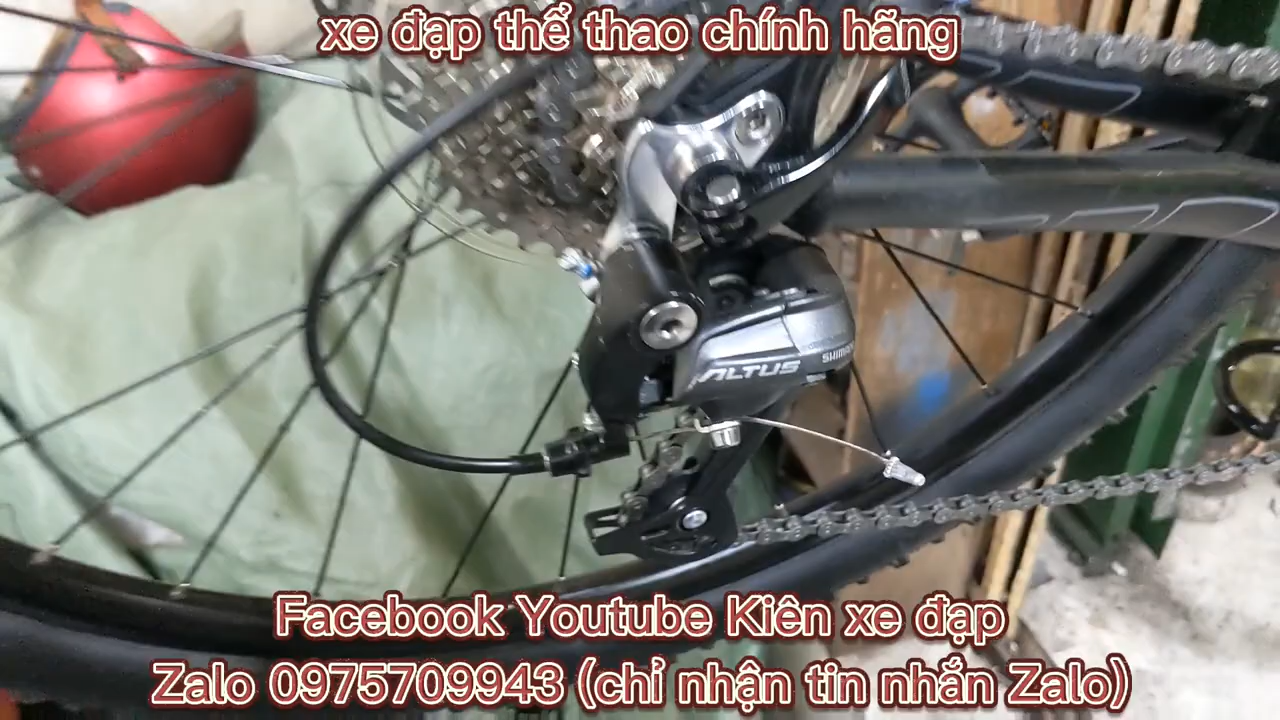 xe đạp thể thao chính hãng
ALTUS
SHIMANO
Facebook Youtube Kiên xe đạp
Zalo 0975709943 (chỉ nhận tin nhắn Zalo)